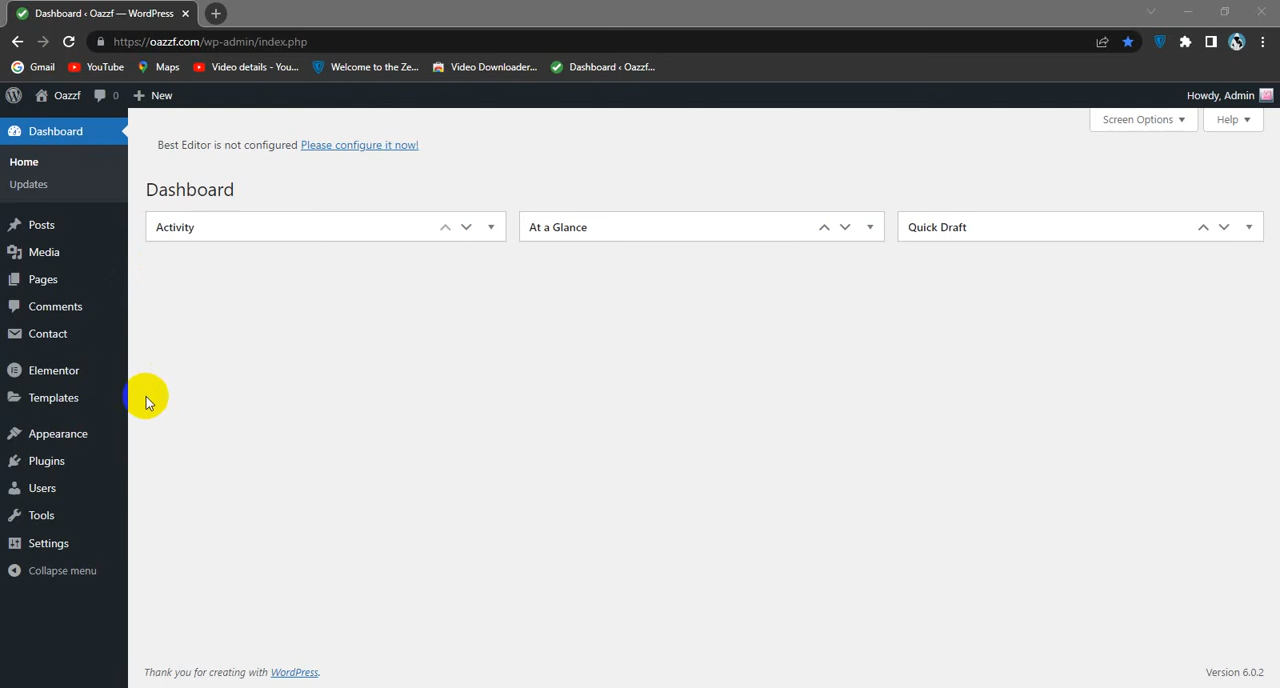 Dashboard ‹ Oazzf — WordPress
https://oazzf.com/wp-admin/index.php
Gmail
YouTube
Maps
Video details - You...
Welcome to the Ze...
Video Downloader...
Dashboard ‹ Oazzf...
Oazzf
0
New
Howdy, Admin
Dashboard
Home
Updates
Posts
Media
Pages
Comments
Contact
Elementor
Templates
Appearance
Plugins
Users
Tools
Settings
Collapse menu
Screen Options
Help
Best Editor is not configured Please configure it now!
Dashboard
Activity
At a Glance
Quick Draft
Thank you for creating with WordPress.
Version 6.0.2